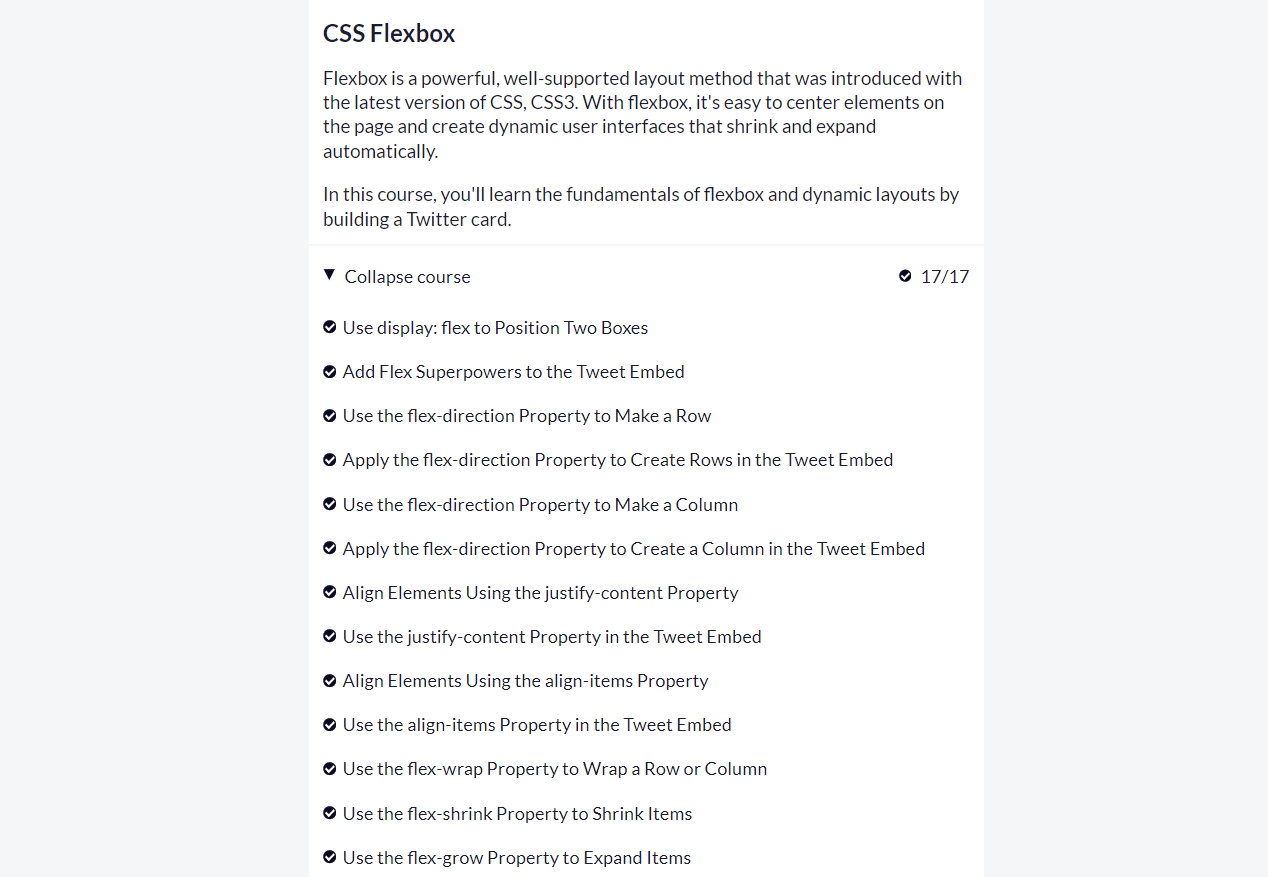 CSS Flexbox
Flexbox is a powerful, well-supported layout method that was introduced with
the latest version of CSS, CSS3. With flexbox, it's easy to center elements on
the page and create dynamic user interfaces that shrink and expand
automatically.
In this course, you'll learn the fundamentals of flexbox and dynamic layouts by
building a Twitter card.
Collapse course 17/17
Use display: flex to Position Two Boxes
Add Flex Superpowers to the Tweet Embed
Use the flex-direction Property to Make a Row
Apply the flex-direction Property to Create Rows in the Tweet Embed
Use the flex-direction Property to Make a Column
Apply the flex-direction Property to Create a Column in the Tweet Embed
Align Elements Using the justify-content Property
Use the justify-content Property in the Tweet Embed
Align Elements Using the align-items Property
Use the align-items Property in the Tweet Embed
Use the flex-wrap Property to Wrap a Row or Column
Use the flex-shrink Property to Shrink Items
Use the flex-grow Property to Expand Items